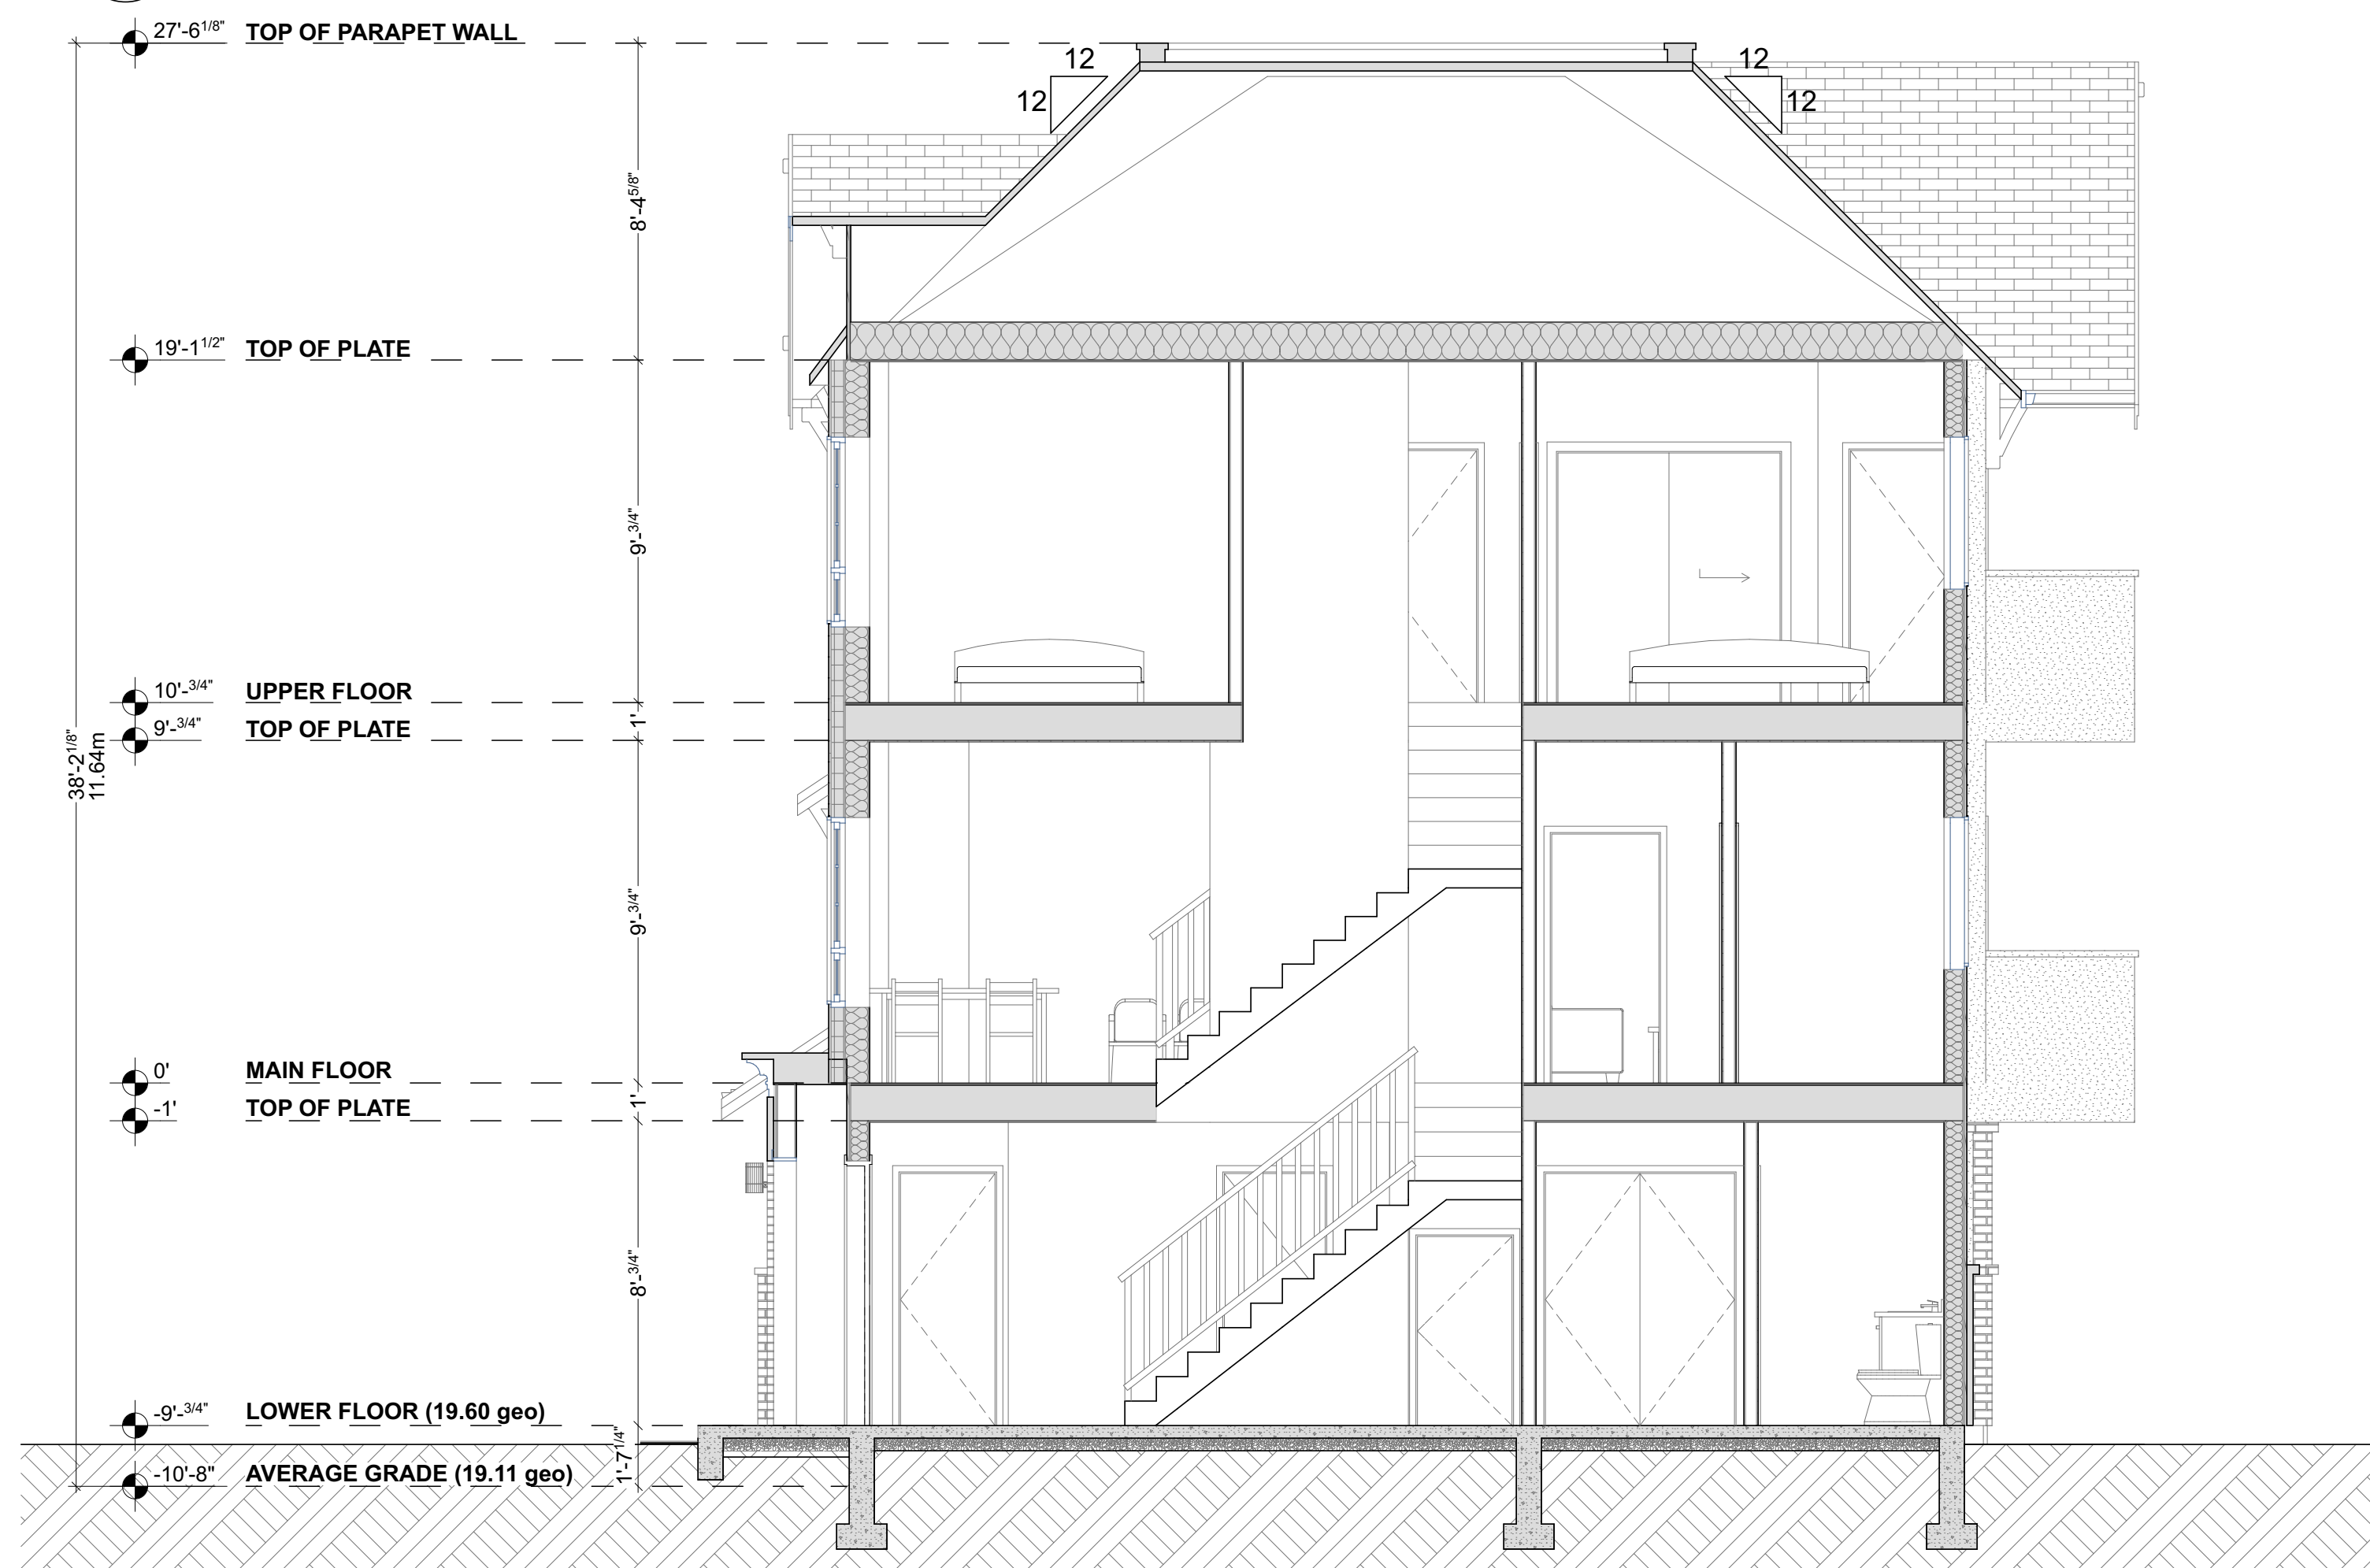 27'-6 1/8" TOP OF PARAPET WALL
12
12
12
12
8'-4 5/8"
19'-1 1/2" TOP OF PLATE
9'-3/4"
10'-3/4" UPPER FLOOR
1'
9'-3/4" TOP OF PLATE
38'-2 1/8"
11.64m
9'-3/4"
0' MAIN FLOOR
1'
-1' TOP OF PLATE
8'-3/4"
-9'-3/4" LOWER FLOOR (19.60 geo)
1'-7 1/4"
-10'-8" AVERAGE GRADE (19.11 geo)